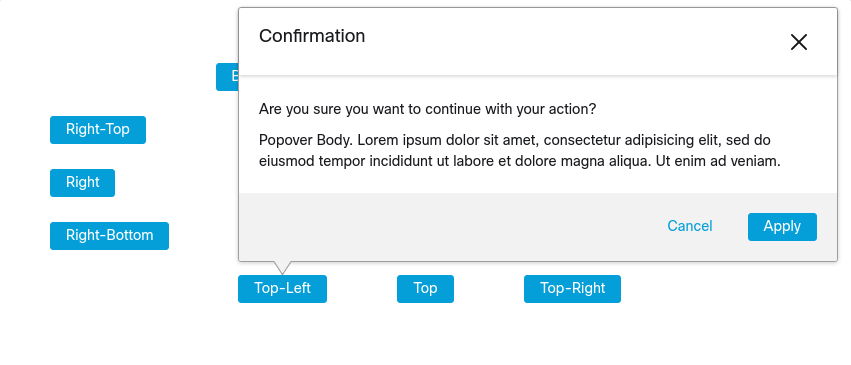 Confirmation
Right-Top
Are you sure you want to continue with your action?
Popover Body. Lorem ipsum dolor sit amet, consectetur adipisicing elit, sed do
eiusmod tempor incididunt ut labore et dolore magna aliqua. Ut enim ad veniam.
Right
Right-Bottom
Cancel
Apply
Top-Left
Top
Top-Right